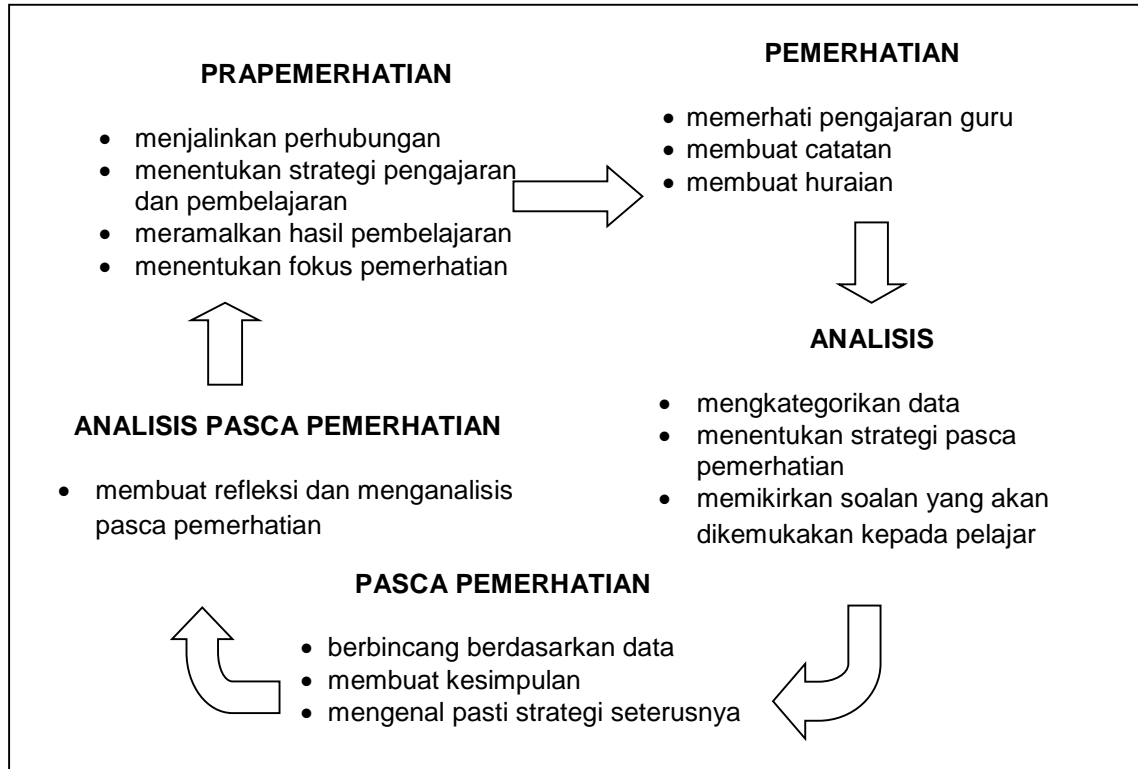 PRAPEMERHATIAN
• menjalinkan perhubungan
• menentukan strategi pengajaran
dan pembelajaran
• meramalkan hasil pembelajaran
• menentukan fokus pemerhatian
PEMERHATIAN
• memerhati pengajaran guru
• membuat catatan
• membuat huraian
ANALISIS
• mengkategorikan data
• menentukan strategi pasca
pemerhatian
• memikirkan soalan yang akan
dikemukakan kepada pelajar
PASCA PEMERHATIAN
• berbincang berdasarkan data
• membuat kesimpulan
• mengenal pasti strategi seterusnya
ANALISIS PASCA PEMERHATIAN
• membuat refleksi dan menganalisis
pasca pemerhatian